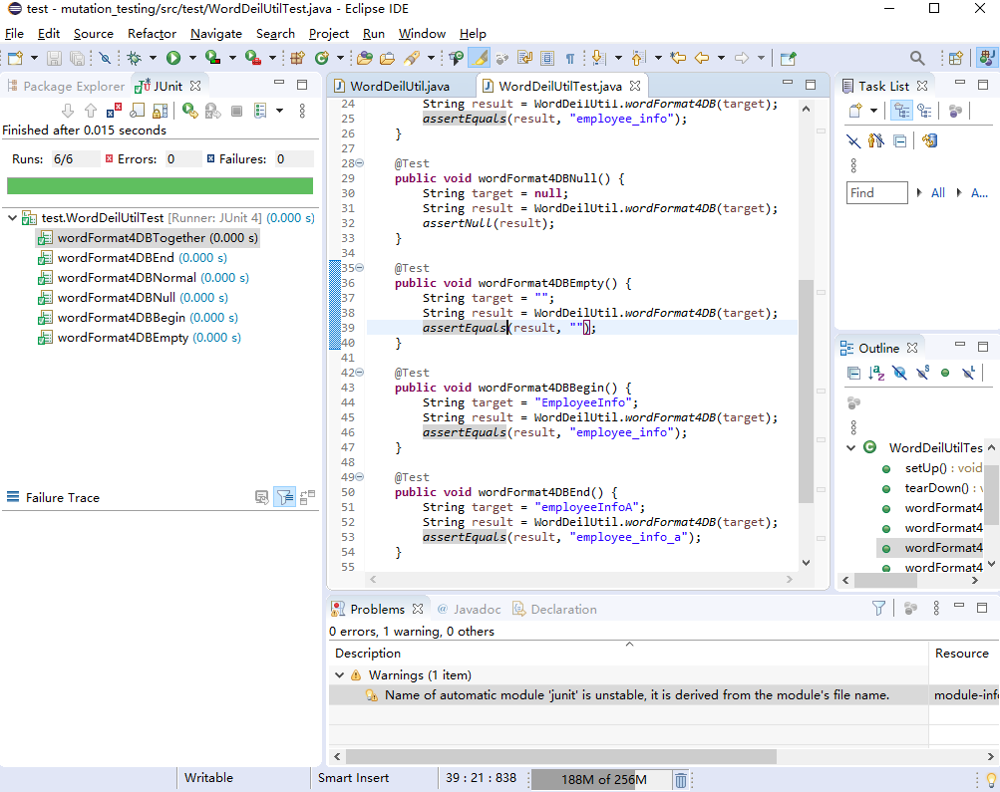 test - mutation_testing/src/test/WordDeilUtilTest.java - Eclipse IDE
File Edit Source Refactor Navigate Search Project Run Window Help
Package Explorer JUnit
Finished after 0.015 seconds
Runs: 6/6 Errors: 0 Failures: 0
test.WordDeilUtilTest [Runner: JUnit 4] (0.000 s)
wordFormat4DBTogether (0.000 s)
wordFormat4DBEnd (0.000 s)
wordFormat4DBNormal (0.000 s)
wordFormat4DBNull (0.000 s)
wordFormat4DBBegin (0.000 s)
wordFormat4DBEmpty (0.000 s)
Failure Trace
WordDeilUtil.java WordDeilUtilTest.java
24 String result = WordDeilUtil.wordFormat4DB(target);
25 assertEquals(result, "employee_info");
26 }
27
28 @Test
29 public void wordFormat4DBNull() {
30 String target = null;
31 String result = WordDeilUtil.wordFormat4DB(target);
32 assertNull(result);
33 }
34
35 @Test
36 public void wordFormat4DBEmpty() {
37 String target = "";
38 String result = WordDeilUtil.wordFormat4DB(target);
39 assertEquals(result, "");
40 }
41
42 @Test
43 public void wordFormat4DBBegin() {
44 String target = "EmployeeInfo";
45 String result = WordDeilUtil.wordFormat4DB(target);
46 assertEquals(result, "employee_info");
47 }
48
49 @Test
50 public void wordFormat4DBEnd() {
51 String target = "employeeInfoA";
52 String result = WordDeilUtil.wordFormat4DB(target);
53 assertEquals(result, "employee_info_a");
54 }
55
Task List
Find All A...
Outline
WordDeilUtilTes
setUp() : void
tearDown() : v
wordFormat4
wordFormat4
wordFormat4
wordFormat4
Problems @ Javadoc Declaration
0 errors, 1 warning, 0 others
Description Resource
Warnings (1 item)
Name of automatic module 'junit' is unstable, it is derived from the module's file name. module-info
Writable Smart Insert 39 : 21 : 838 188M of 256M